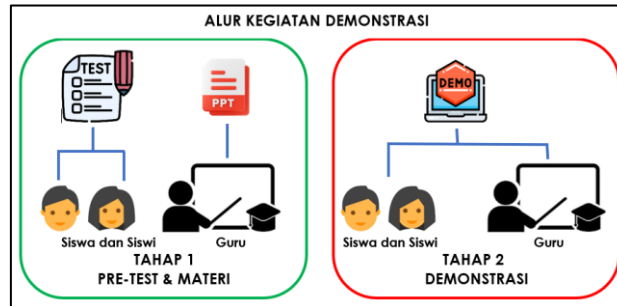 ALUR KEGIATAN DEMONSTRASI
TEST
PPT
Siswa dan Siswi
Guru
TAHAP 1
PRE-TEST & MATERI
DEMO
Siswa dan Siswi
Guru
TAHAP 2
DEMONSTRASI